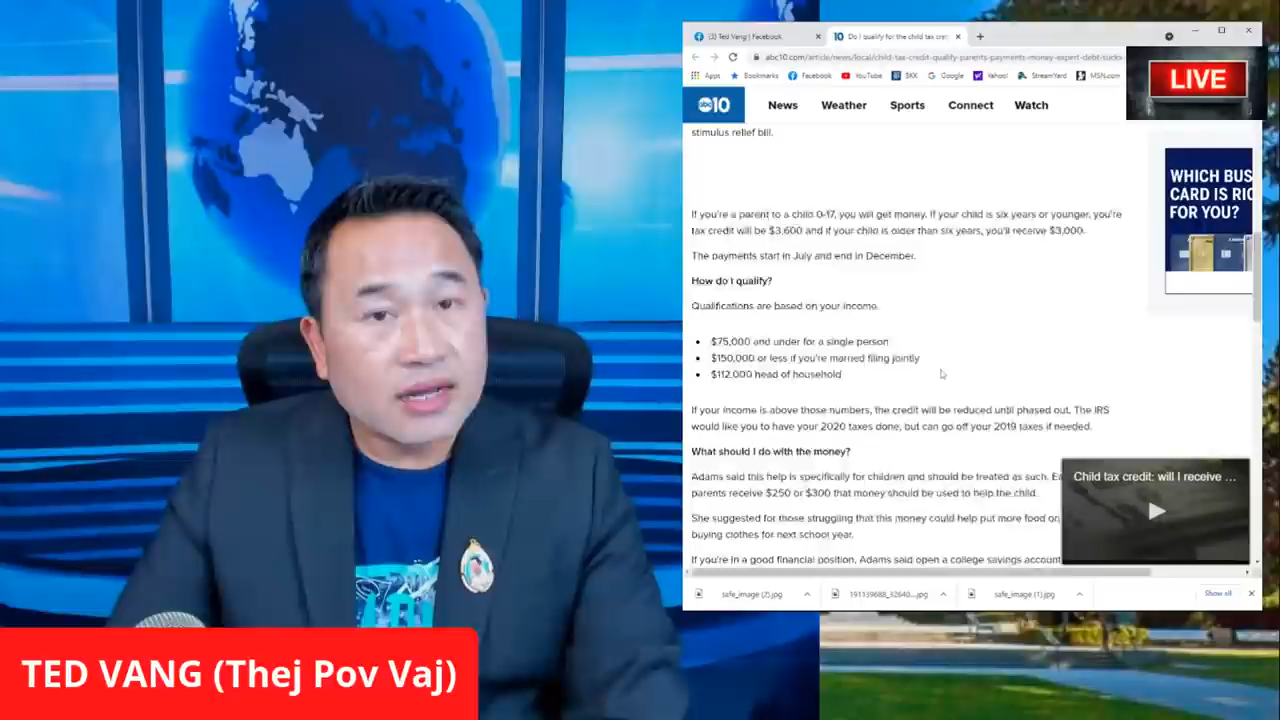 (3) Ted Vang | Facebook
Do I qualify for the child tax cre
abc10.com/article/news/local/child-tax-credit-qualify-parents-payments-money-expert-debt-sucks
Apps Bookmarks Facebook YouTube Google Yahoo! StreamYard MSN.com
LIVE
abc10 News Weather Sports Connect Watch
stimulus relief bill.
WHICH BUS
CARD IS RI
FOR YOU?
If you're a parent to a child 0-17, you will get money. If your child is six years or younger, you're
tax credit will be $3,600 and if your child is older than six years, you'll receive $3,000.
The payments start in July and end in December.
How do I qualify?
Qualifications are based on your income.
• $75,000 and under for a single person
• $150,000 or less if you're married filing jointly
• $112,000 head of household
If your income is above those numbers, the credit will be reduced until phased out. The IRS
would like you to have your 2020 taxes done, but can go off your 2019 taxes if needed.
What should I do with the money?
Adams said this help is specifically for children and should be treated as such. E
parents receive $250 or $300 that money should be used to help the child.
She suggested for those struggling that this money could help put more food on
buying clothes for next school year.
If you're in a good financial position, Adams said open a college savings account
Child tax credit: will I receive ...
safe_image (2).jpg 191139688_32640....jpg safe_image (1).jpg Show all
TED VANG (Thej Pov Vaj)